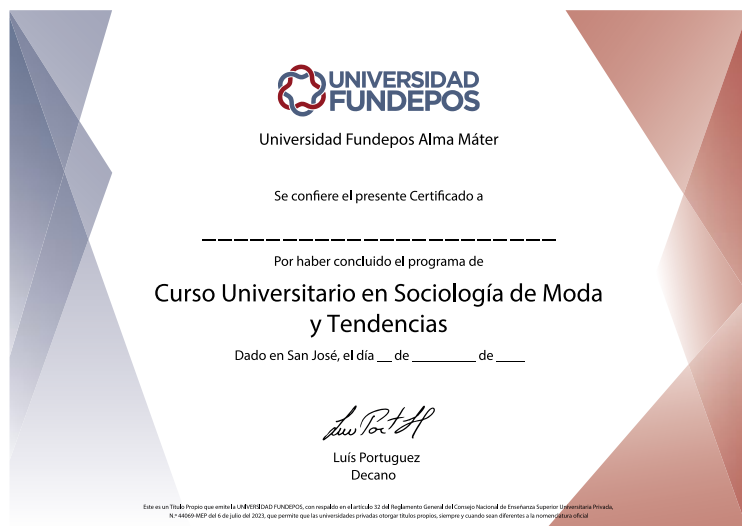 UNIVERSIDAD
FUNDEPOS
Universidad Fundepos Alma Máter
Se confiere el presente Certificado a
Por haber concluido el programa de
Curso Universitario en Sociología de Moda
y Tendencias
Dado en San José, el día __ de ________ de ____
Luís Portuguez
Decano
Este es un Título Propio que emite la UNIVERSIDAD FUNDEPOS, con respaldo en el artículo 32 del Reglamento General del Consejo Nacional de Enseñanza Superior Universitaria Privada,
N.º 44069-MEP del 6 de julio del 2023, que permite que las universidades privadas otorgar títulos propios, siempre y cuando sean diferentes a la nomenclatura oficial